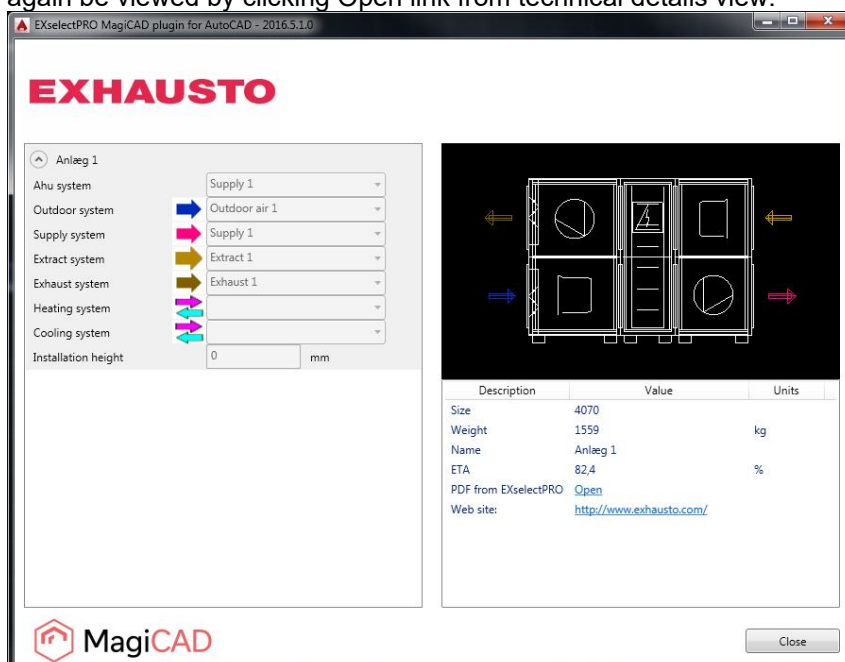 again be viewed by clicking Open link from technical details view.
EXselectPRO MagiCAD plugin for AutoCAD - 2016.5.1.0
EXHAUSTO
Anlæg 1
Ahu system Supply 1
Outdoor system Outdoor air 1
Supply system Supply 1
Extract system Extract 1
Exhaust system Exhaust 1
Heating system
Cooling system
Installation height 0 mm
Description Value Units
Size 4070
Weight 1559 kg
Name Anlæg 1
ETA 82,4 %
PDF from EXselectPRO Open
Web site: http://www.exhausto.com/
MagiCAD
Close